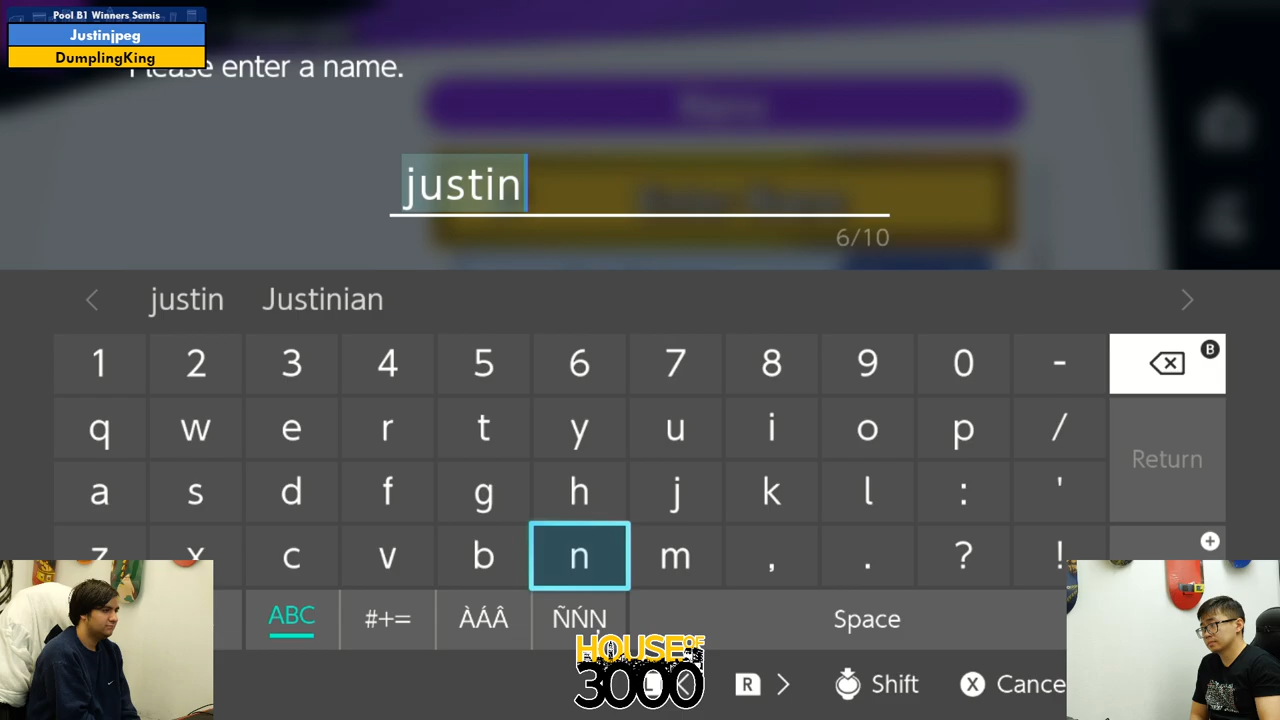 Pool B1 Winners Semis
Justinjpeg
DumplingKing
Please enter a name.
justin
6/10
justin Justinian
1 2 3 4 5 6 7 8 9 0 - B
q w e r t y u i o p /
Return
a s d f g h j k l : '
z x c v b n m , . ? !
ABC #+= ÀÁÂ ÑŃṆ Space
HOUSE OF
3000
L R Shift X Cance